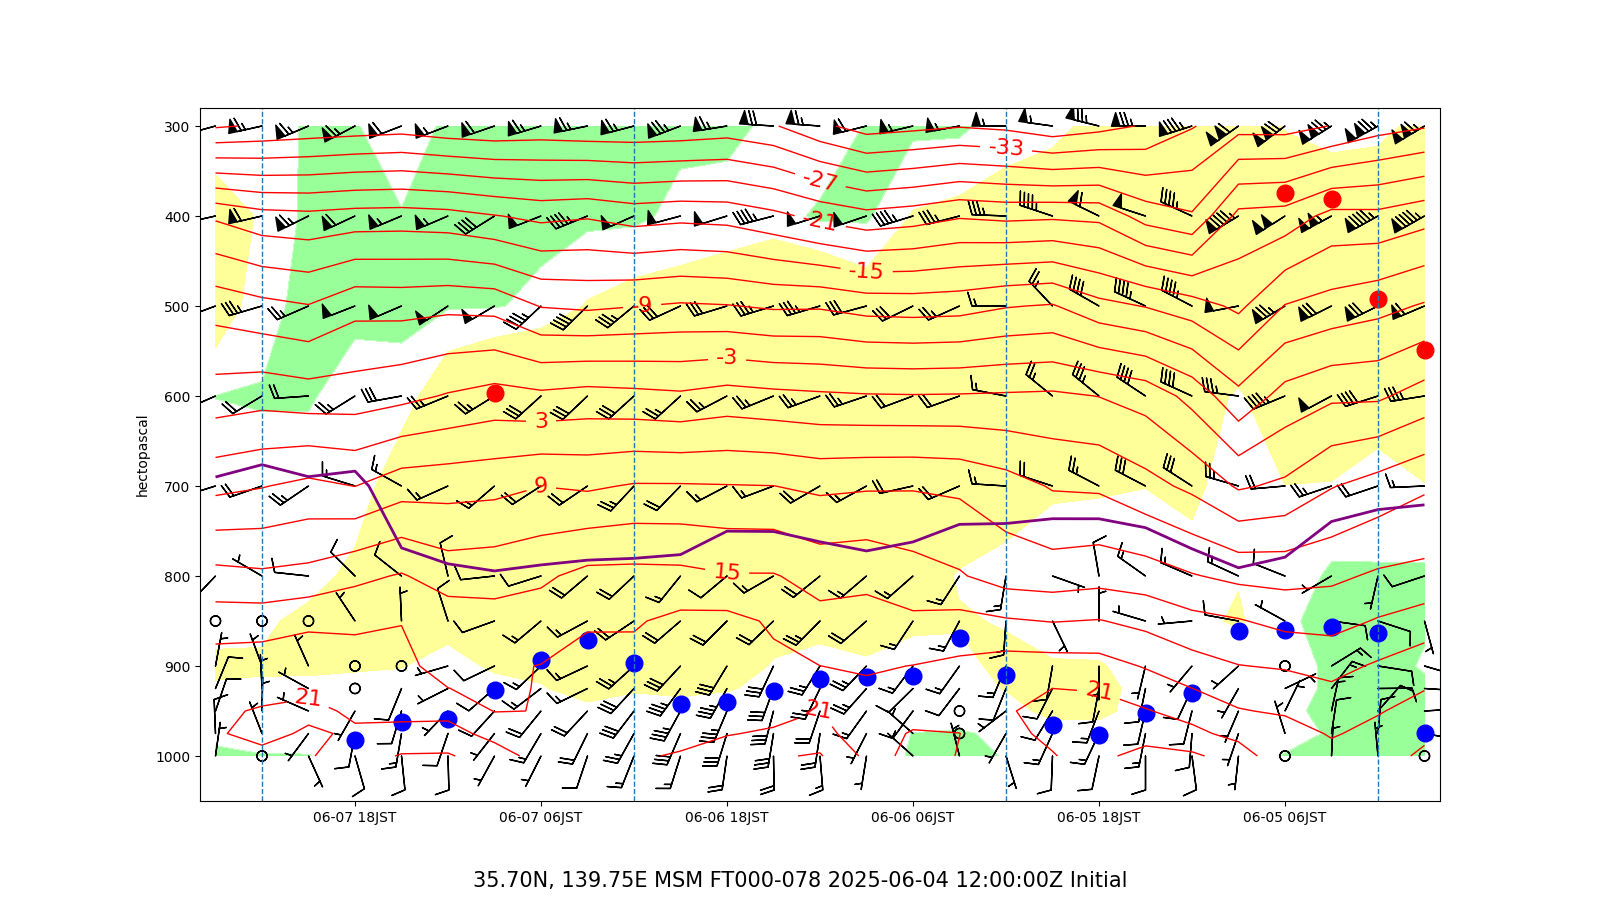 300
400
500
600
700
800
900
1000
hectopascal
-33
-27
-21
-15
-9
-3
3
9
15
21
21
21
06-07 18JST
06-07 06JST
06-06 18JST
06-06 06JST
06-05 18JST
06-05 06JST
35.70N, 139.75E MSM FT000-078 2025-06-04 12:00:00Z Initial